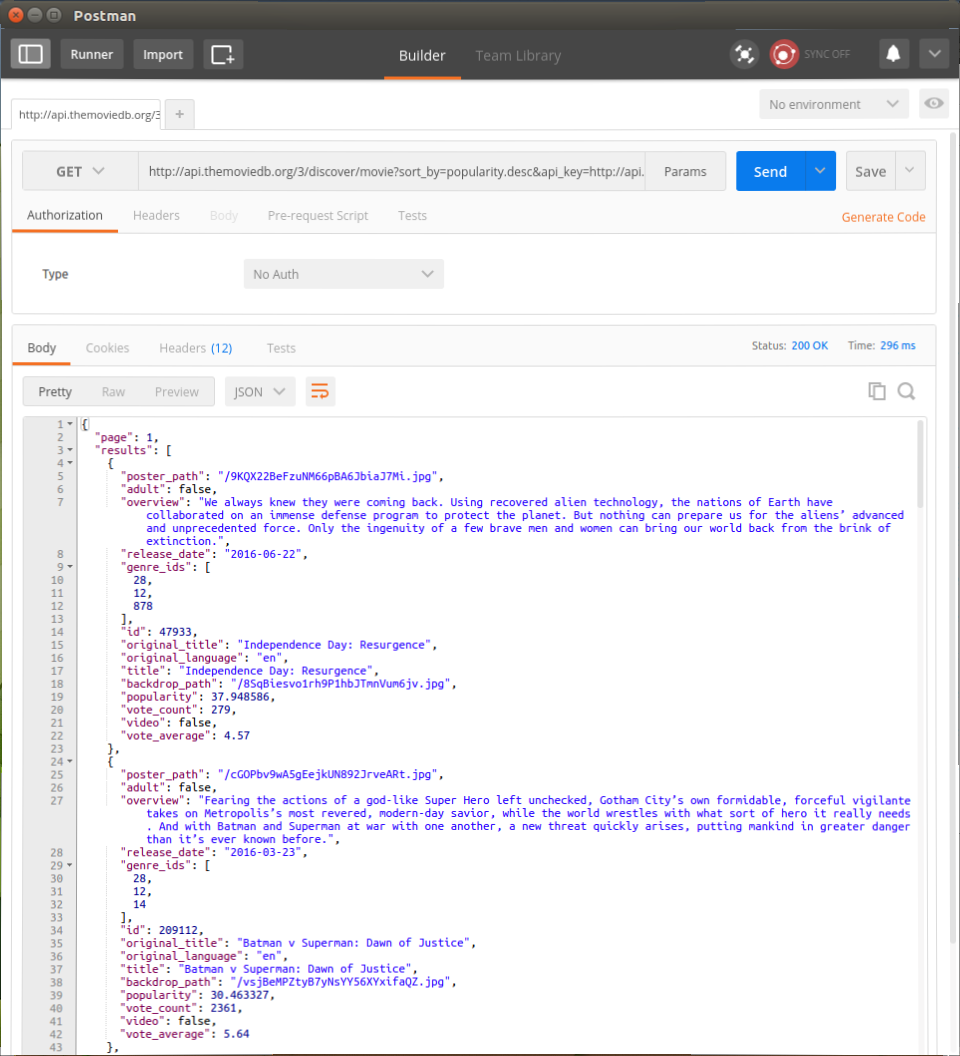 Postman
Runner
Import
Builder
Team Library
SYNC OFF
http://api.themoviedb.org/3
+
No environment
GET
http://api.themoviedb.org/3/discover/movie?sort_by=popularity.desc&api_key=http://api.
Params
Send
Save
Authorization
Headers
Body
Pre-request Script
Tests
Generate Code
Type
No Auth
Body
Cookies
Headers (12)
Tests
Status: 200 OK
Time: 296 ms
Pretty
Raw
Preview
JSON
1 {
2 "page": 1,
3 "results": [
4 {
5 "poster_path": "/9KQX22BeFzuNM66pBA6JbiaJ7Mi.jpg",
6 "adult": false,
7 "overview": "We always knew they were coming back. Using recovered alien technology, the nations of Earth have
collaborated on an immense defense program to protect the planet. But nothing can prepare us for the aliens’ advanced
and unprecedented force. Only the ingenuity of a few brave men and women can bring our world back from the brink of
extinction.",
8 "release_date": "2016-06-22",
9 "genre_ids": [
10 28,
11 12,
12 878
13 ],
14 "id": 47933,
15 "original_title": "Independence Day: Resurgence",
16 "original_language": "en",
17 "title": "Independence Day: Resurgence",
18 "backdrop_path": "/8SqBiesvo1rh9P1hbJTmnVum6jv.jpg",
19 "popularity": 37.948586,
20 "vote_count": 279,
21 "video": false,
22 "vote_average": 4.57
23 },
24 {
25 "poster_path": "/cGOPbv9wA5gEejkUN892JrveARt.jpg",
26 "adult": false,
27 "overview": "Fearing the actions of a god-like Super Hero left unchecked, Gotham City’s own formidable, forceful vigilante
takes on Metropolis’s most revered, modern-day savior, while the world wrestles with what sort of hero it really needs
. And with Batman and Superman at war with one another, a new threat quickly arises, putting mankind in greater danger
than it’s ever known before.",
28 "release_date": "2016-03-23",
29 "genre_ids": [
30 28,
31 12,
32 14
33 ],
34 "id": 209112,
35 "original_title": "Batman v Superman: Dawn of Justice",
36 "original_language": "en",
37 "title": "Batman v Superman: Dawn of Justice",
38 "backdrop_path": "/vsjBeMPZtyB7yNsYY56XYxifaQZ.jpg",
39 "popularity": 30.463327,
40 "vote_count": 2361,
41 "video": false,
42 "vote_average": 5.64
43 },